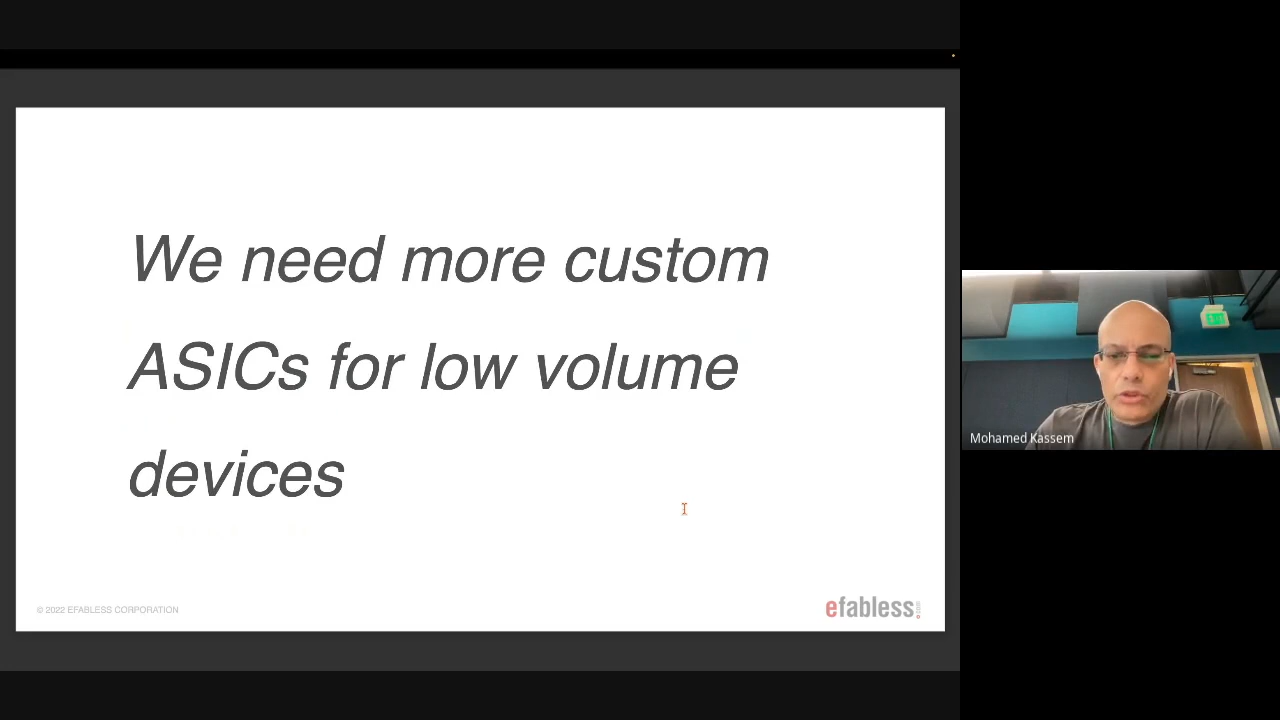 We need more custom
ASICs for low volume
devices
© 2022 EFABLESS CORPORATION
efabless
Mohamed Kassem